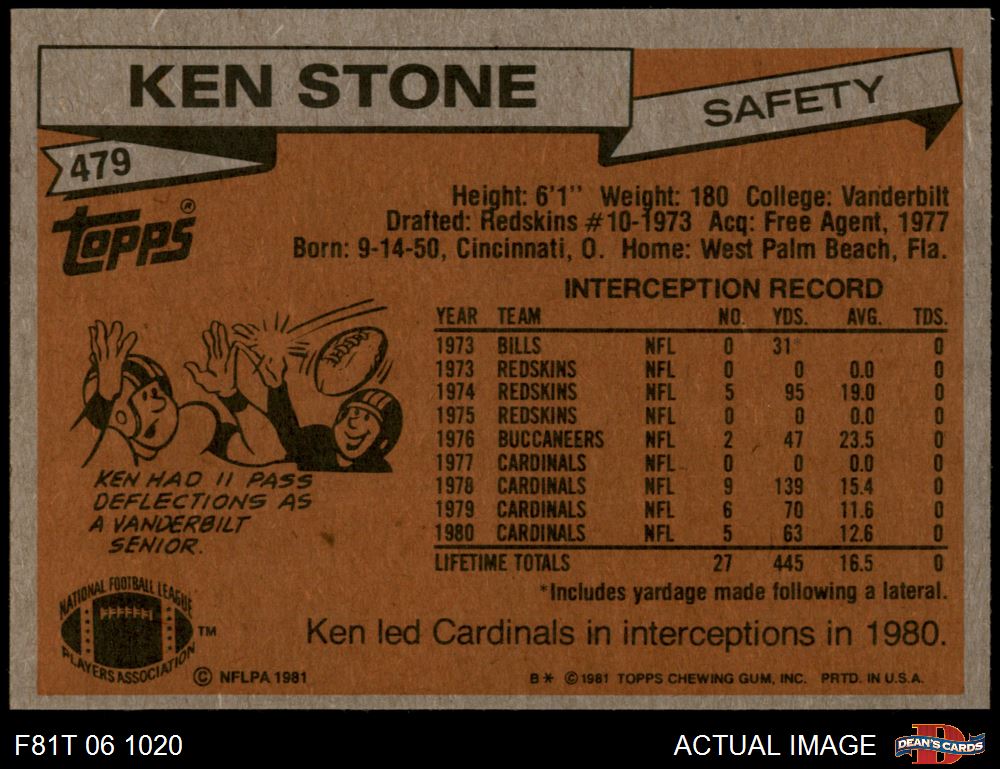 KEN STONE
SAFETY
479
Topps®
Height: 6'1" Weight: 180 College: Vanderbilt
Drafted: Redskins #10-1973 Acq: Free Agent, 1977
Born: 9-14-50, Cincinnati, O. Home: West Palm Beach, Fla.
INTERCEPTION RECORD
YEAR TEAM NO. YDS. AVG. TDS.
1973 BILLS NFL 0 31* 0
1973 REDSKINS NFL 0 0 0.0 0
1974 REDSKINS NFL 5 95 19.0 0
1975 REDSKINS NFL 0 0 0.0 0
1976 BUCCANEERS NFL 2 47 23.5 0
1977 CARDINALS NFL 0 0 0.0 0
1978 CARDINALS NFL 9 139 15.4 0
1979 CARDINALS NFL 6 70 11.6 0
1980 CARDINALS NFL 5 63 12.6 0
LIFETIME TOTALS 27 445 16.5 0
*Includes yardage made following a lateral.
KEN HAD 11 PASS
DEFLECTIONS AS
A VANDERBILT
SENIOR.
NATIONAL FOOTBALL LEAGUE
PLAYERS ASSOCIATION
TM
© NFLPA 1981
Ken led Cardinals in interceptions in 1980.
B* © 1981 TOPPS CHEWING GUM, INC. PRTD. IN U.S.A.
F81T 06 1020
ACTUAL IMAGE
D
DEAN'S CARDS